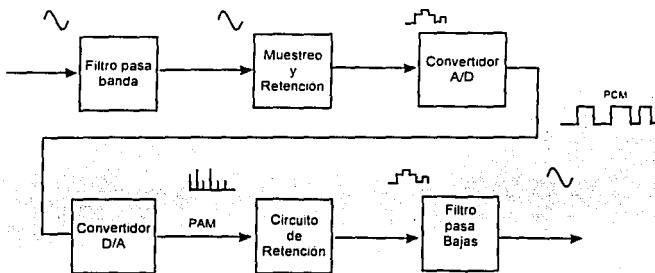 Filtro pasa
banda
Muestreo
y
Retención
Convertidor
A/D
PCM
Convertidor
D/A
PAM
Circuito
de
Retención
Filtro
pasa
Bajas